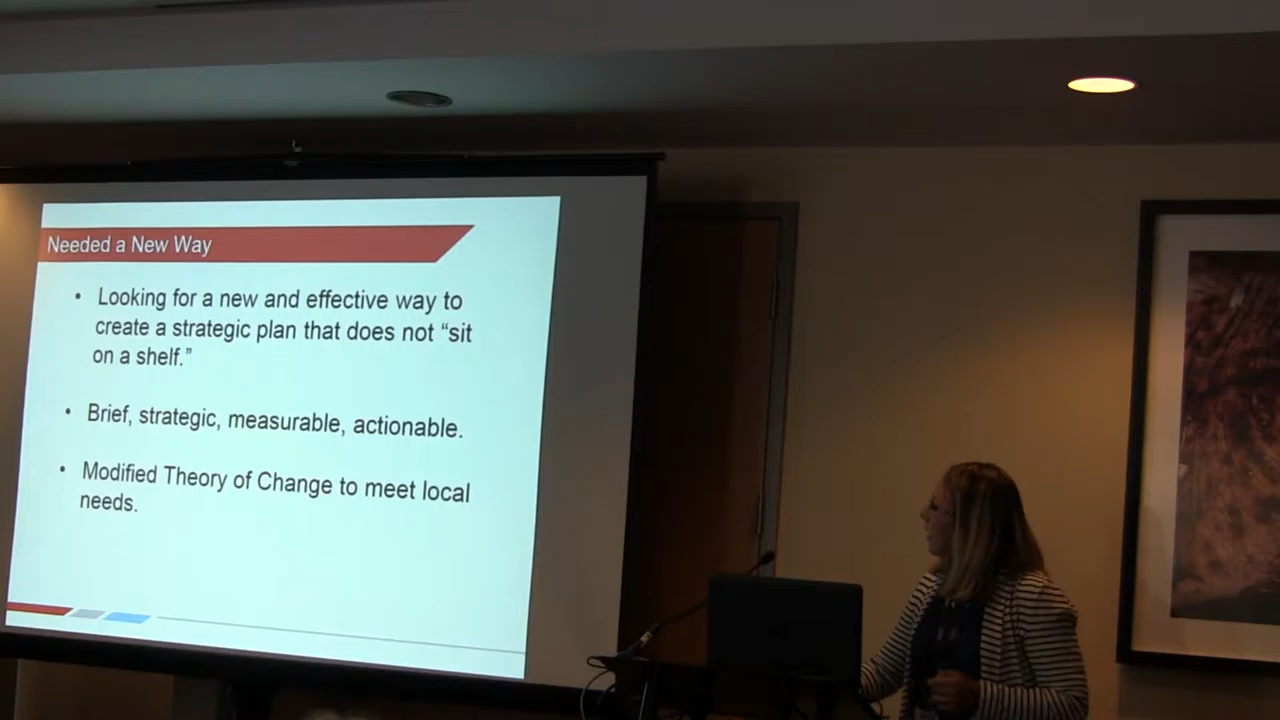 Needed a New Way
• Looking for a new and effective way to
create a strategic plan that does not “sit
on a shelf.”
• Brief, strategic, measurable, actionable.
• Modified Theory of Change to meet local
needs.